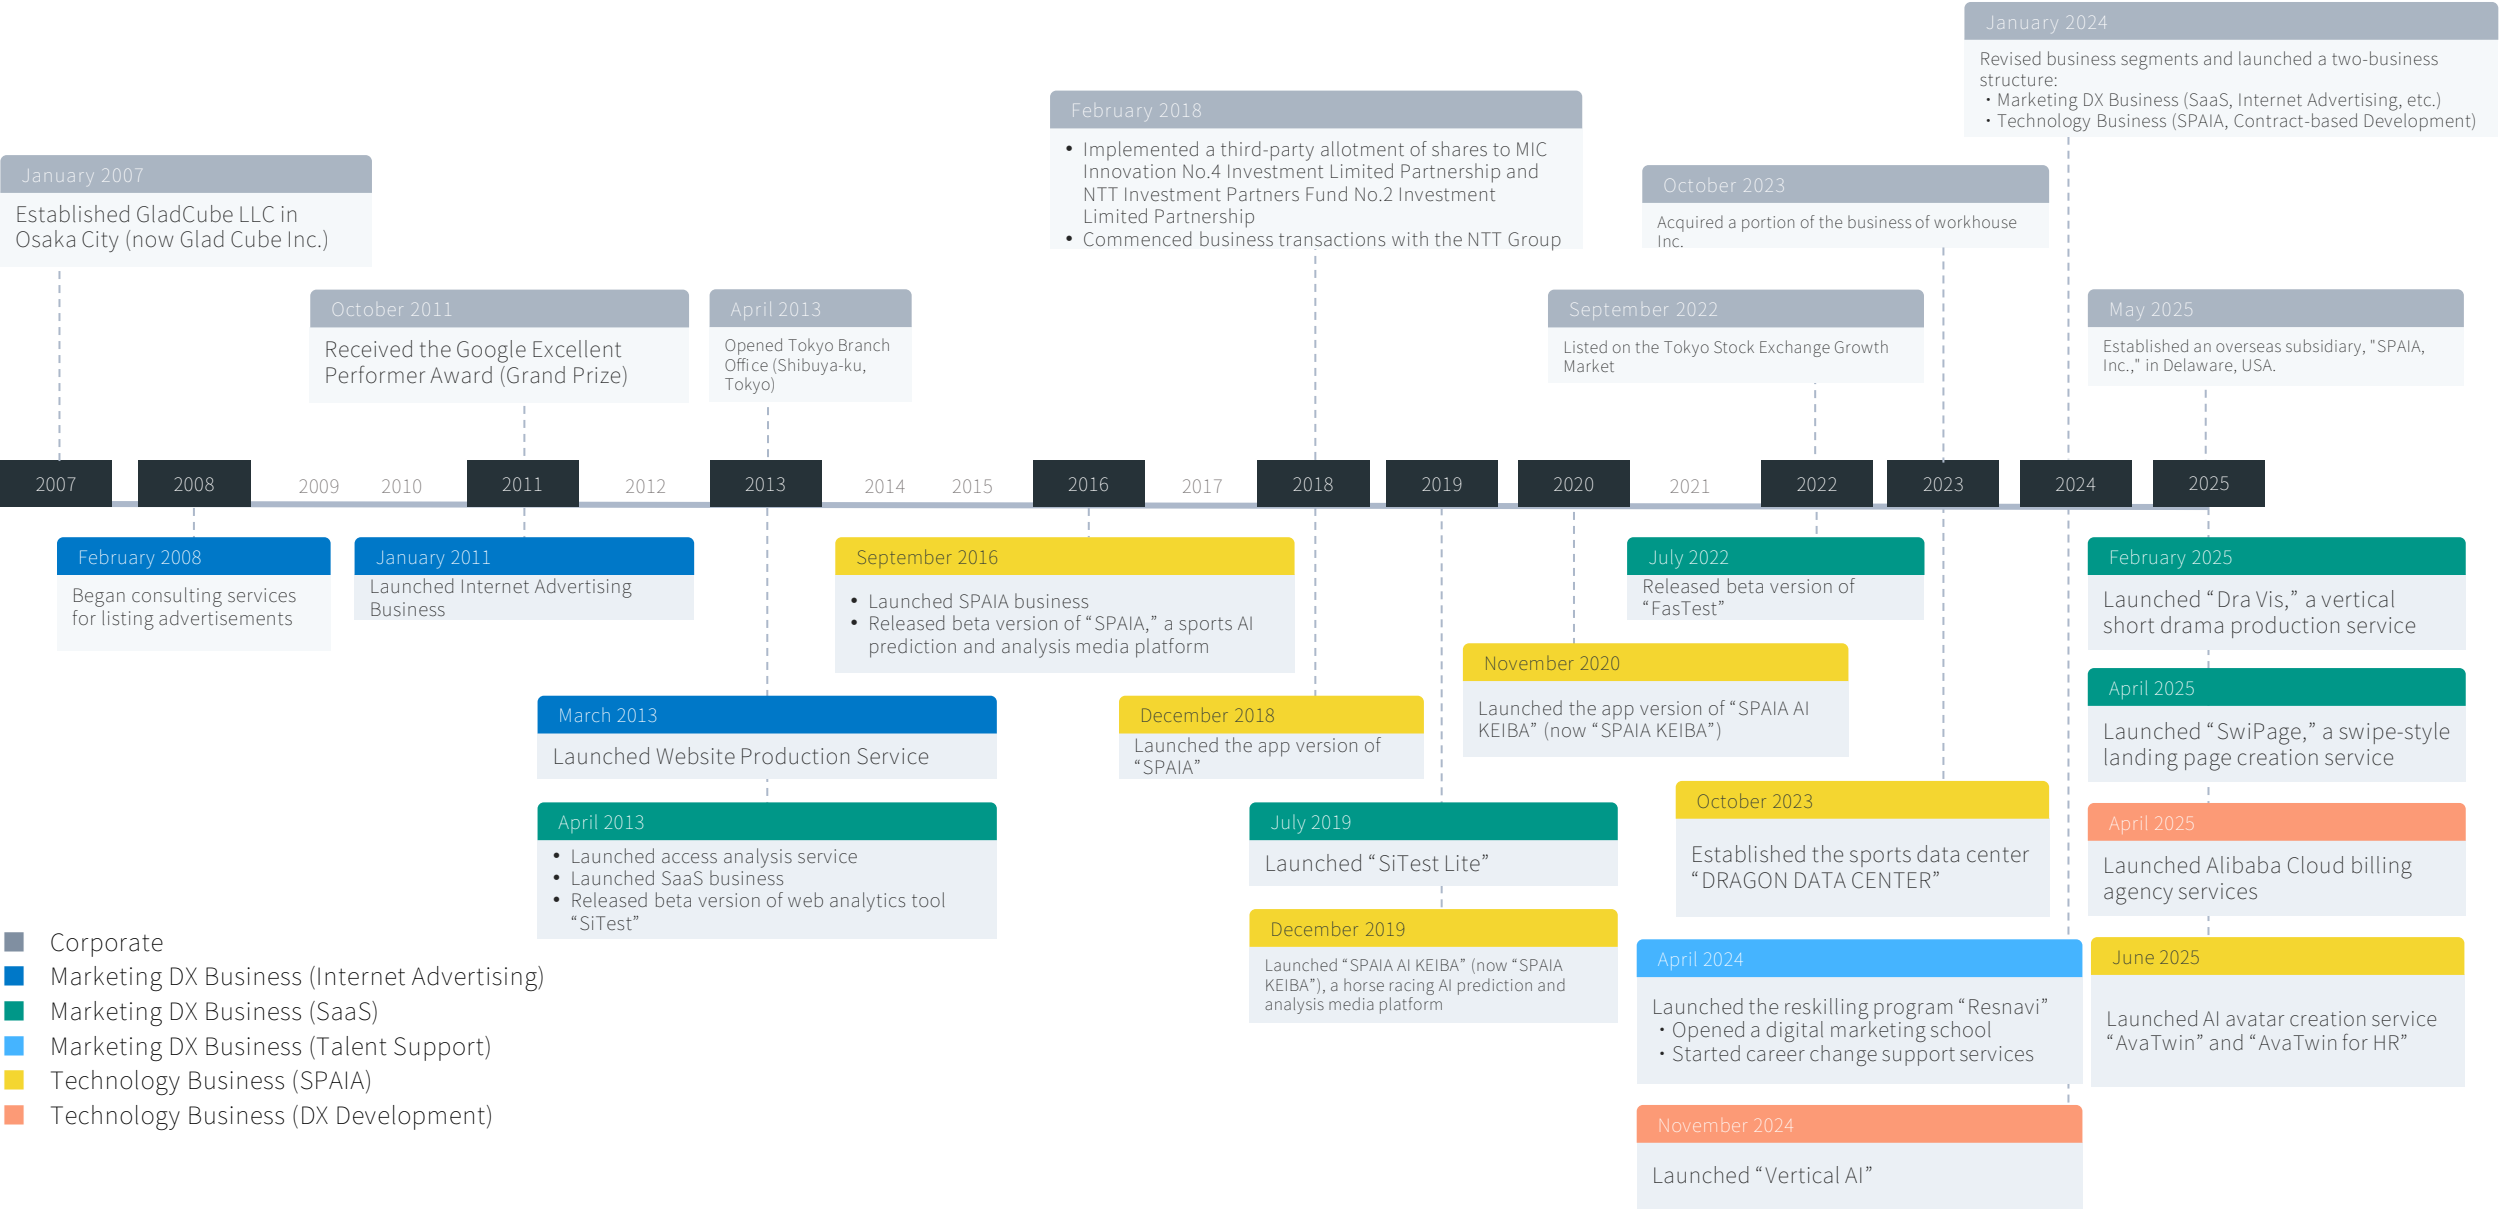 January 2024
Revised business segments and launched a two-business
structure:
・Marketing DX Business (SaaS, Internet Advertising, etc.)
・Technology Business (SPAIA, Contract-based Development)
February 2018
• Implemented a third-party allotment of shares to MIC
Innovation No.4 Investment Limited Partnership and
NTT Investment Partners Fund No.2 Investment
Limited Partnership
• Commenced business transactions with the NTT Group
January 2007
Established GladCube LLC in
Osaka City (now Glad Cube Inc.)
October 2023
Acquired a portion of the business of workhouse
Inc.
October 2011
Received the Google Excellent
Performer Award (Grand Prize)
April 2013
Opened Tokyo Branch
Office (Shibuya-ku,
Tokyo)
September 2022
Listed on the Tokyo Stock Exchange Growth
Market
May 2025
Established an overseas subsidiary, "SPAIA,
Inc.," in Delaware, USA.
2007
2008
2009
2010
2011
2012
2013
2014
2015
2016
2017
2018
2019
2020
2021
2022
2023
2024
2025
February 2008
Began consulting services
for listing advertisements
January 2011
Launched Internet Advertising
Business
September 2016
• Launched SPAIA business
• Released beta version of “SPAIA,” a sports AI
prediction and analysis media platform
July 2022
Released beta version of
“FasTest”
February 2025
Launched “Dra Vis,” a vertical
short drama production service
November 2020
Launched the app version of “SPAIA AI
KEIBA” (now “SPAIA KEIBA”)
April 2025
Launched “SwiPage,” a swipe-style
landing page creation service
March 2013
Launched Website Production Service
December 2018
Launched the app version of
“SPAIA”
October 2023
Established the sports data center
“DRAGON DATA CENTER”
April 2013
• Launched access analysis service
• Launched SaaS business
• Released beta version of web analytics tool
“SiTest”
July 2019
Launched “SiTest Lite”
April 2025
Launched Alibaba Cloud billing
agency services
December 2019
Launched “SPAIA AI KEIBA” (now “SPAIA
KEIBA”), a horse racing AI prediction and
analysis media platform
April 2024
Launched the reskilling program “Resnavi”
・Opened a digital marketing school
・Started career change support services
June 2025
Launched AI avatar creation service
“AvaTwin” and “AvaTwin for HR”
November 2024
Launched “Vertical AI”
Corporate
Marketing DX Business (Internet Advertising)
Marketing DX Business (SaaS)
Marketing DX Business (Talent Support)
Technology Business (SPAIA)
Technology Business (DX Development)